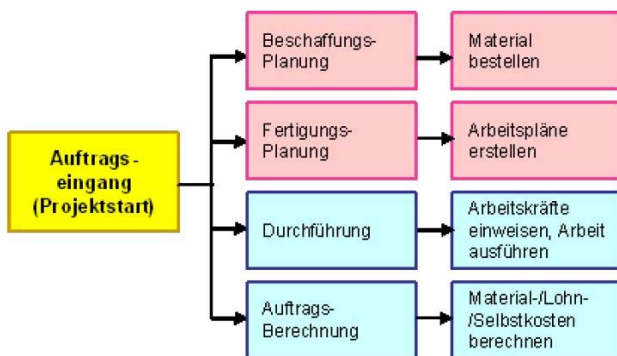 Auftrags-
eingang
(Projektstart)
Beschaffungs-
Planung
Material
bestellen
Fertigungs-
Planung
Arbeitspläne
erstellen
Durchführung
Arbeitskräfte
einweisen, Arbeit
ausführen
Auftrags-
Berechnung
Material-/Lohn-
/Selbstkosten
berechnen